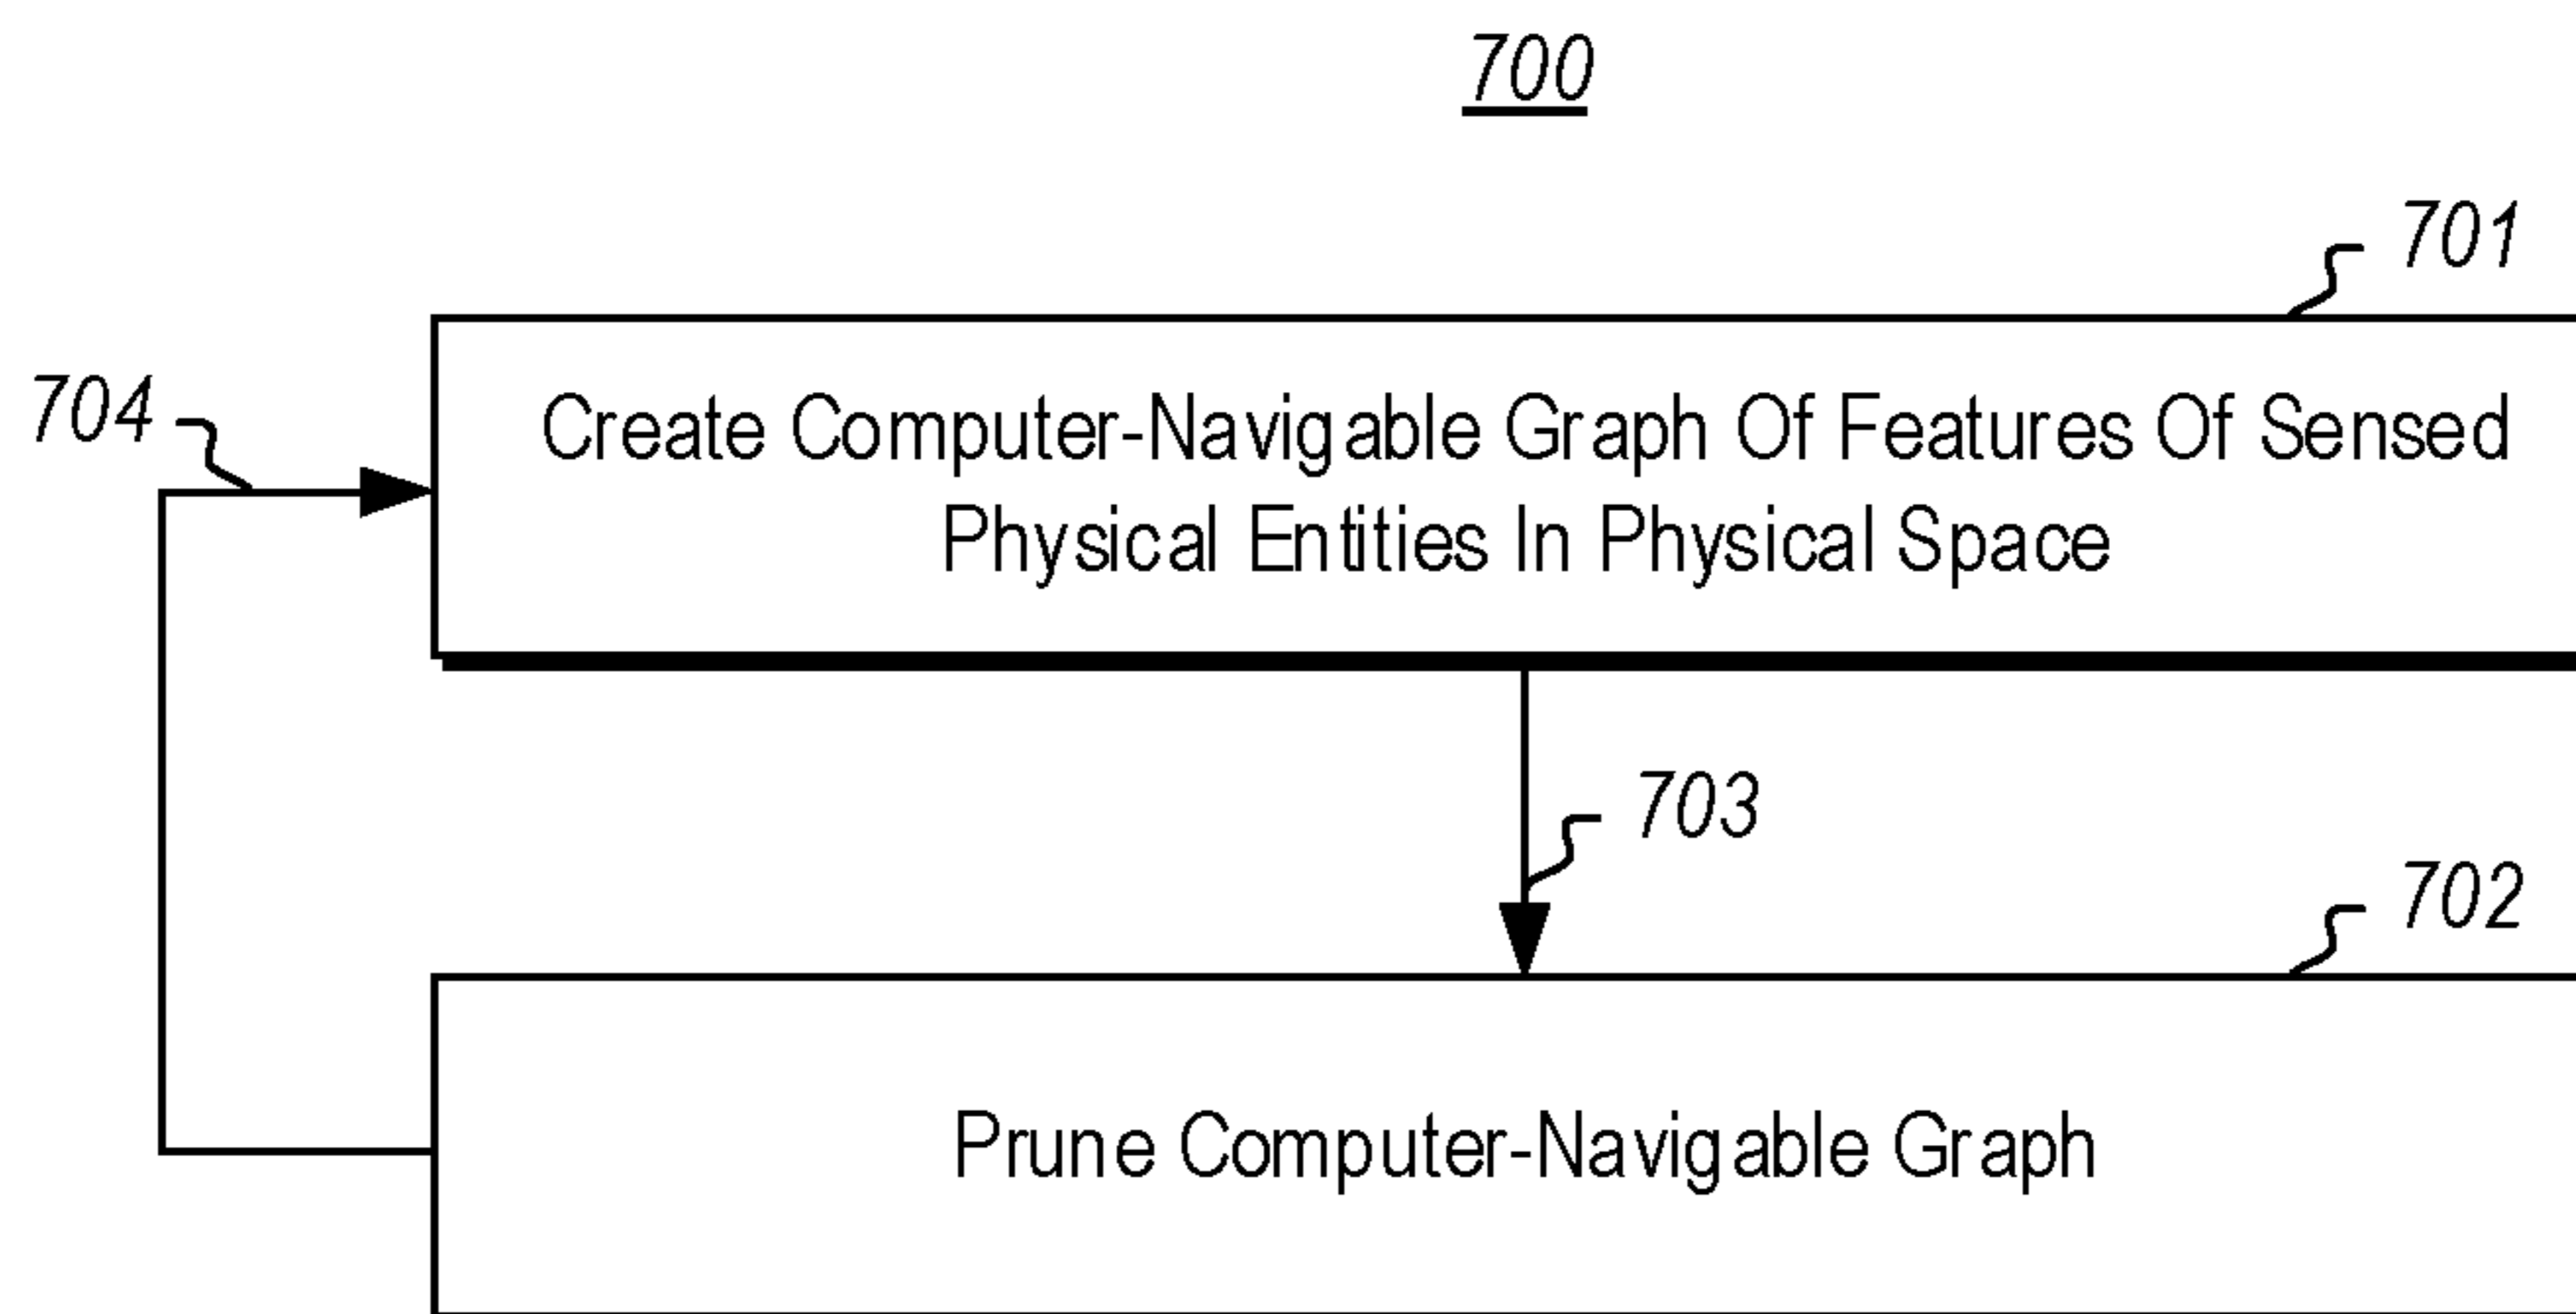 700
701
704
Create Computer-Navigable Graph Of Features Of Sensed
Physical Entities In Physical Space
703
702
Prune Computer-Navigable Graph